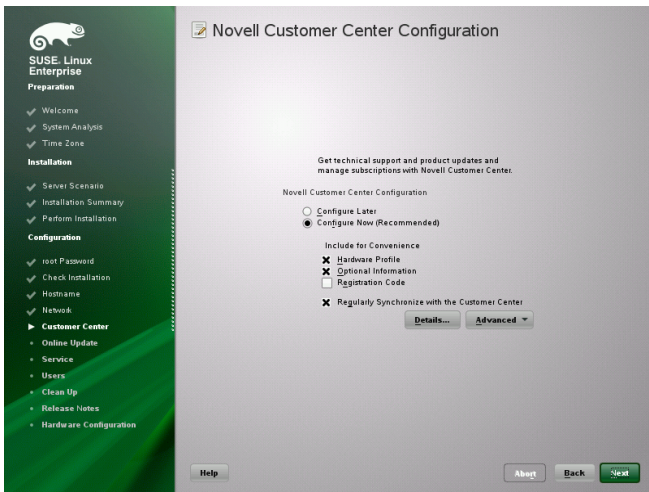 SUSE. Linux
Enterprise
Preparation
Welcome
System Analysis
Time Zone
Installation
Server Scenario
Installation Summary
Perform Installation
Configuration
root Password
Check Installation
Hostname
Network
Customer Center
Online Update
Service
Users
Clean Up
Release Notes
Hardware Configuration
Novell Customer Center Configuration
Get technical support and product updates and
manage subscriptions with Novell Customer Center.
Novell Customer Center Configuration
Configure Later
Configure Now (Recommended)
Include for Convenience
Hardware Profile
Optional Information
Registration Code
Regularly Synchronize with the Customer Center
Details... Advanced
Help Abort Back Next